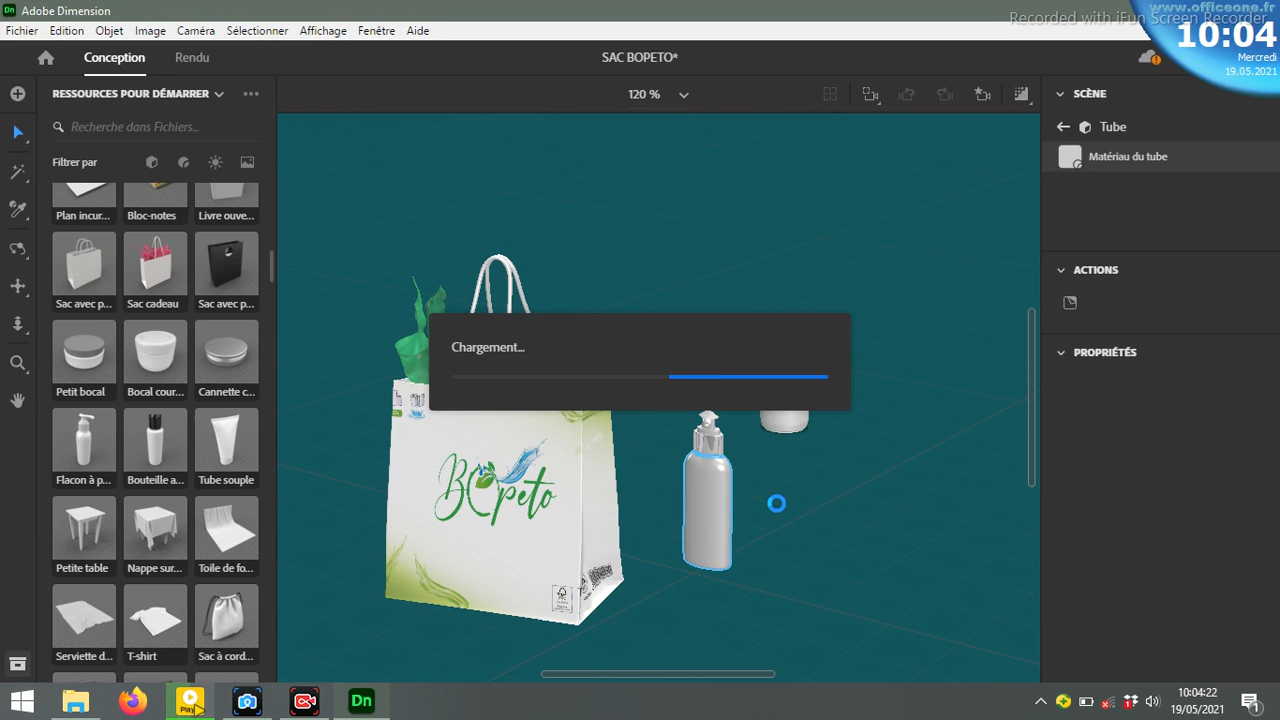 Adobe Dimension
www.officeone.fr
Recorded with iFun Screen Recorder
Fichier Edition Objet Image Caméra Sélectionner Affichage Fenêtre Aide
10:04
Mercredi
19.05.2021
Conception Rendu SAC BOPETO*
RESSOURCES POUR DÉMARRER
120 %
SCÈNE
Recherche dans Fichiers...
Tube
Filtrer par
Matériau du tube
Plan incur... Bloc-notes Livre ouve...
ACTIONS
Sac avec p... Sac cadeau Sac avec p...
Chargement...
PROPRIÉTÉS
Petit bocal Bocal cour... Cannette c...
BOpeto
Flacon à p... Bouteille a... Tube souple
Petite table Nappe sur... Toile de fo...
FSC
Serviette d... T-shirt Sac à cord...
Play
Dn
10:04:22
19/05/2021